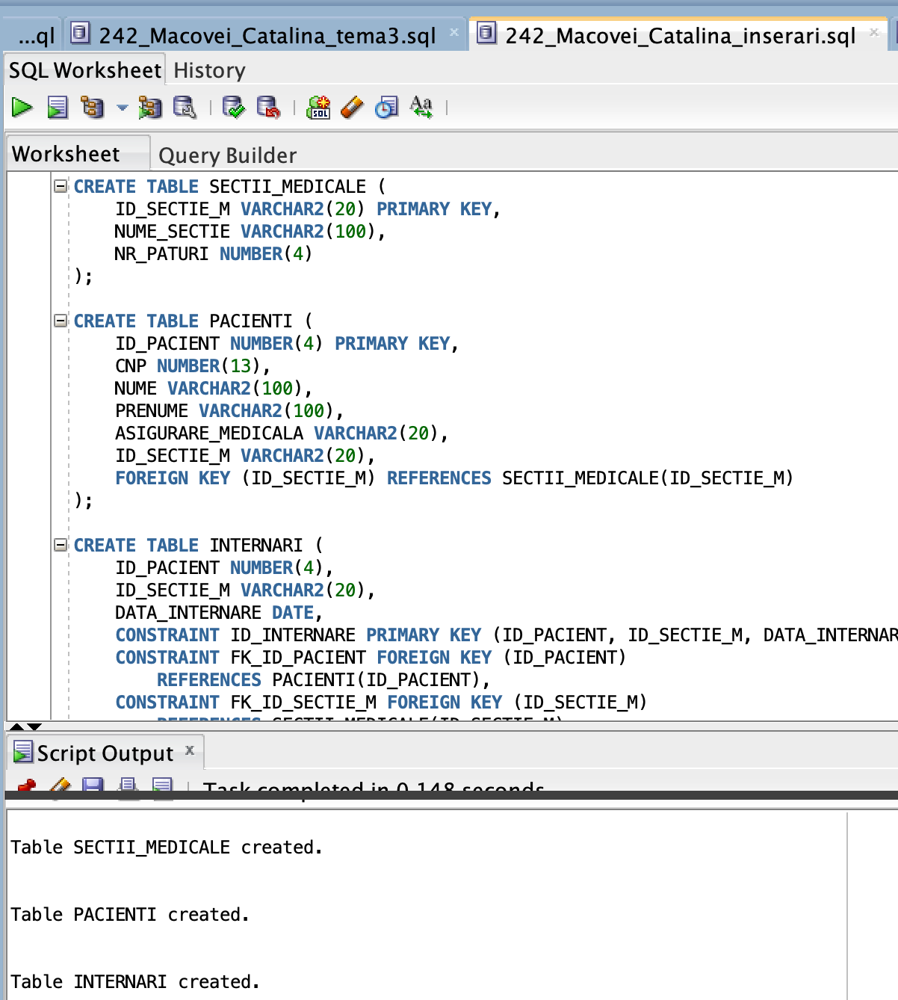 ...ql 242_Macovei_Catalina_tema3.sql 242_Macovei_Catalina_inserari.sql
SQL Worksheet History
SQL Aa
Worksheet Query Builder
CREATE TABLE SECTII_MEDICALE (
ID_SECTIE_M VARCHAR2(20) PRIMARY KEY,
NUME_SECTIE VARCHAR2(100),
NR_PATURI NUMBER(4)
);
CREATE TABLE PACIENTI (
ID_PACIENT NUMBER(4) PRIMARY KEY,
CNP NUMBER(13),
NUME VARCHAR2(100),
PRENUME VARCHAR2(100),
ASIGURARE_MEDICALA VARCHAR2(20),
ID_SECTIE_M VARCHAR2(20),
FOREIGN KEY (ID_SECTIE_M) REFERENCES SECTII_MEDICALE(ID_SECTIE_M)
);
CREATE TABLE INTERNARI (
ID_PACIENT NUMBER(4),
ID_SECTIE_M VARCHAR2(20),
DATA_INTERNARE DATE,
CONSTRAINT ID_INTERNARE PRIMARY KEY (ID_PACIENT, ID_SECTIE_M, DATA_INTERNAR
CONSTRAINT FK_ID_PACIENT FOREIGN KEY (ID_PACIENT)
REFERENCES PACIENTI(ID_PACIENT),
CONSTRAINT FK_ID_SECTIE_M FOREIGN KEY (ID_SECTIE_M)
REFERENCES SECTII_MEDICALE(ID_SECTIE_M)
Script Output
Task completed in 0.148 seconds
Table SECTII_MEDICALE created.
Table PACIENTI created.
Table INTERNARI created.